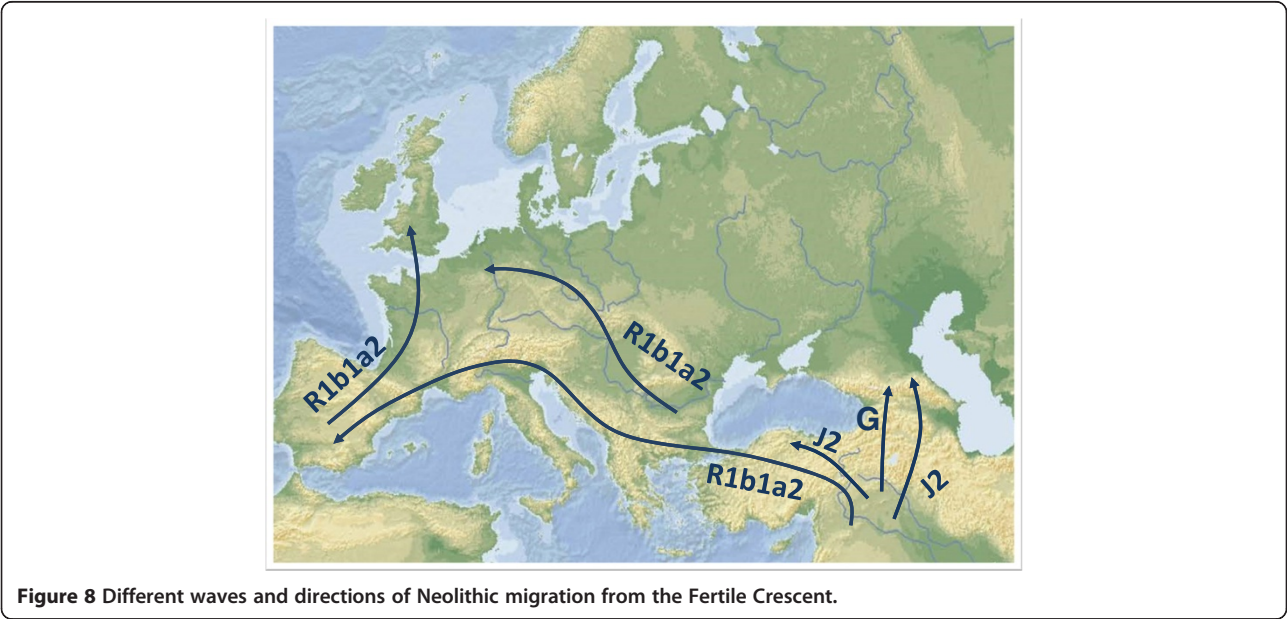 R1b1a2
R1b1a2
G
J2
R1b1a2
J2
Figure 8 Different waves and directions of Neolithic migration from the Fertile Crescent.